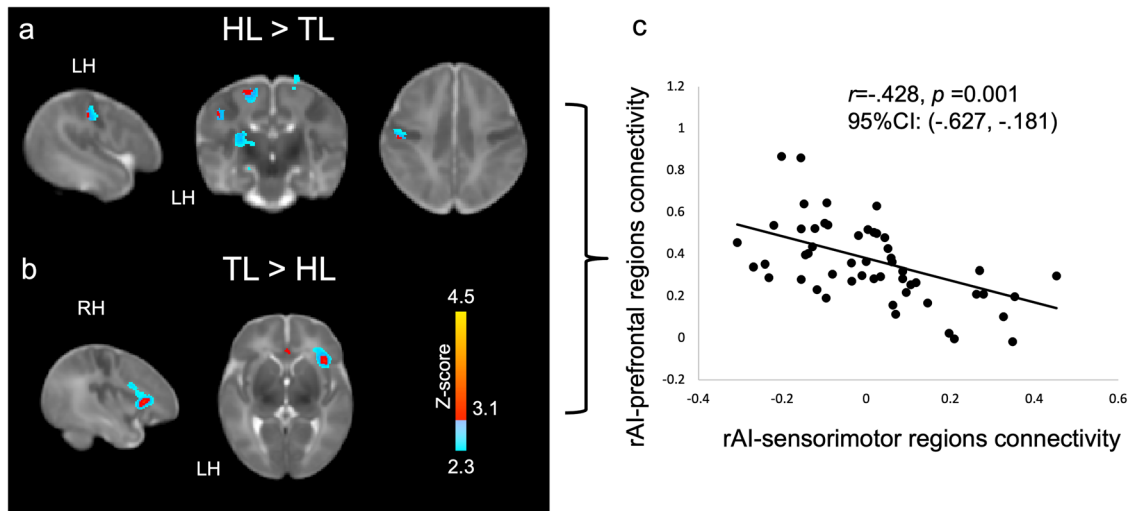 a
HL > TL
LH
LH
b
TL > HL
RH
LH
4.5
Z-score
3.1
2.3
c
r=-.428, p =0.001
95%CI: (-.627, -.181)
rAI-prefrontal regions connectivity
1.2
1
0.8
0.6
0.4
0.2
0
-0.2
-0.4
-0.2
0
0.2
0.4
0.6
rAI-sensorimotor regions connectivity